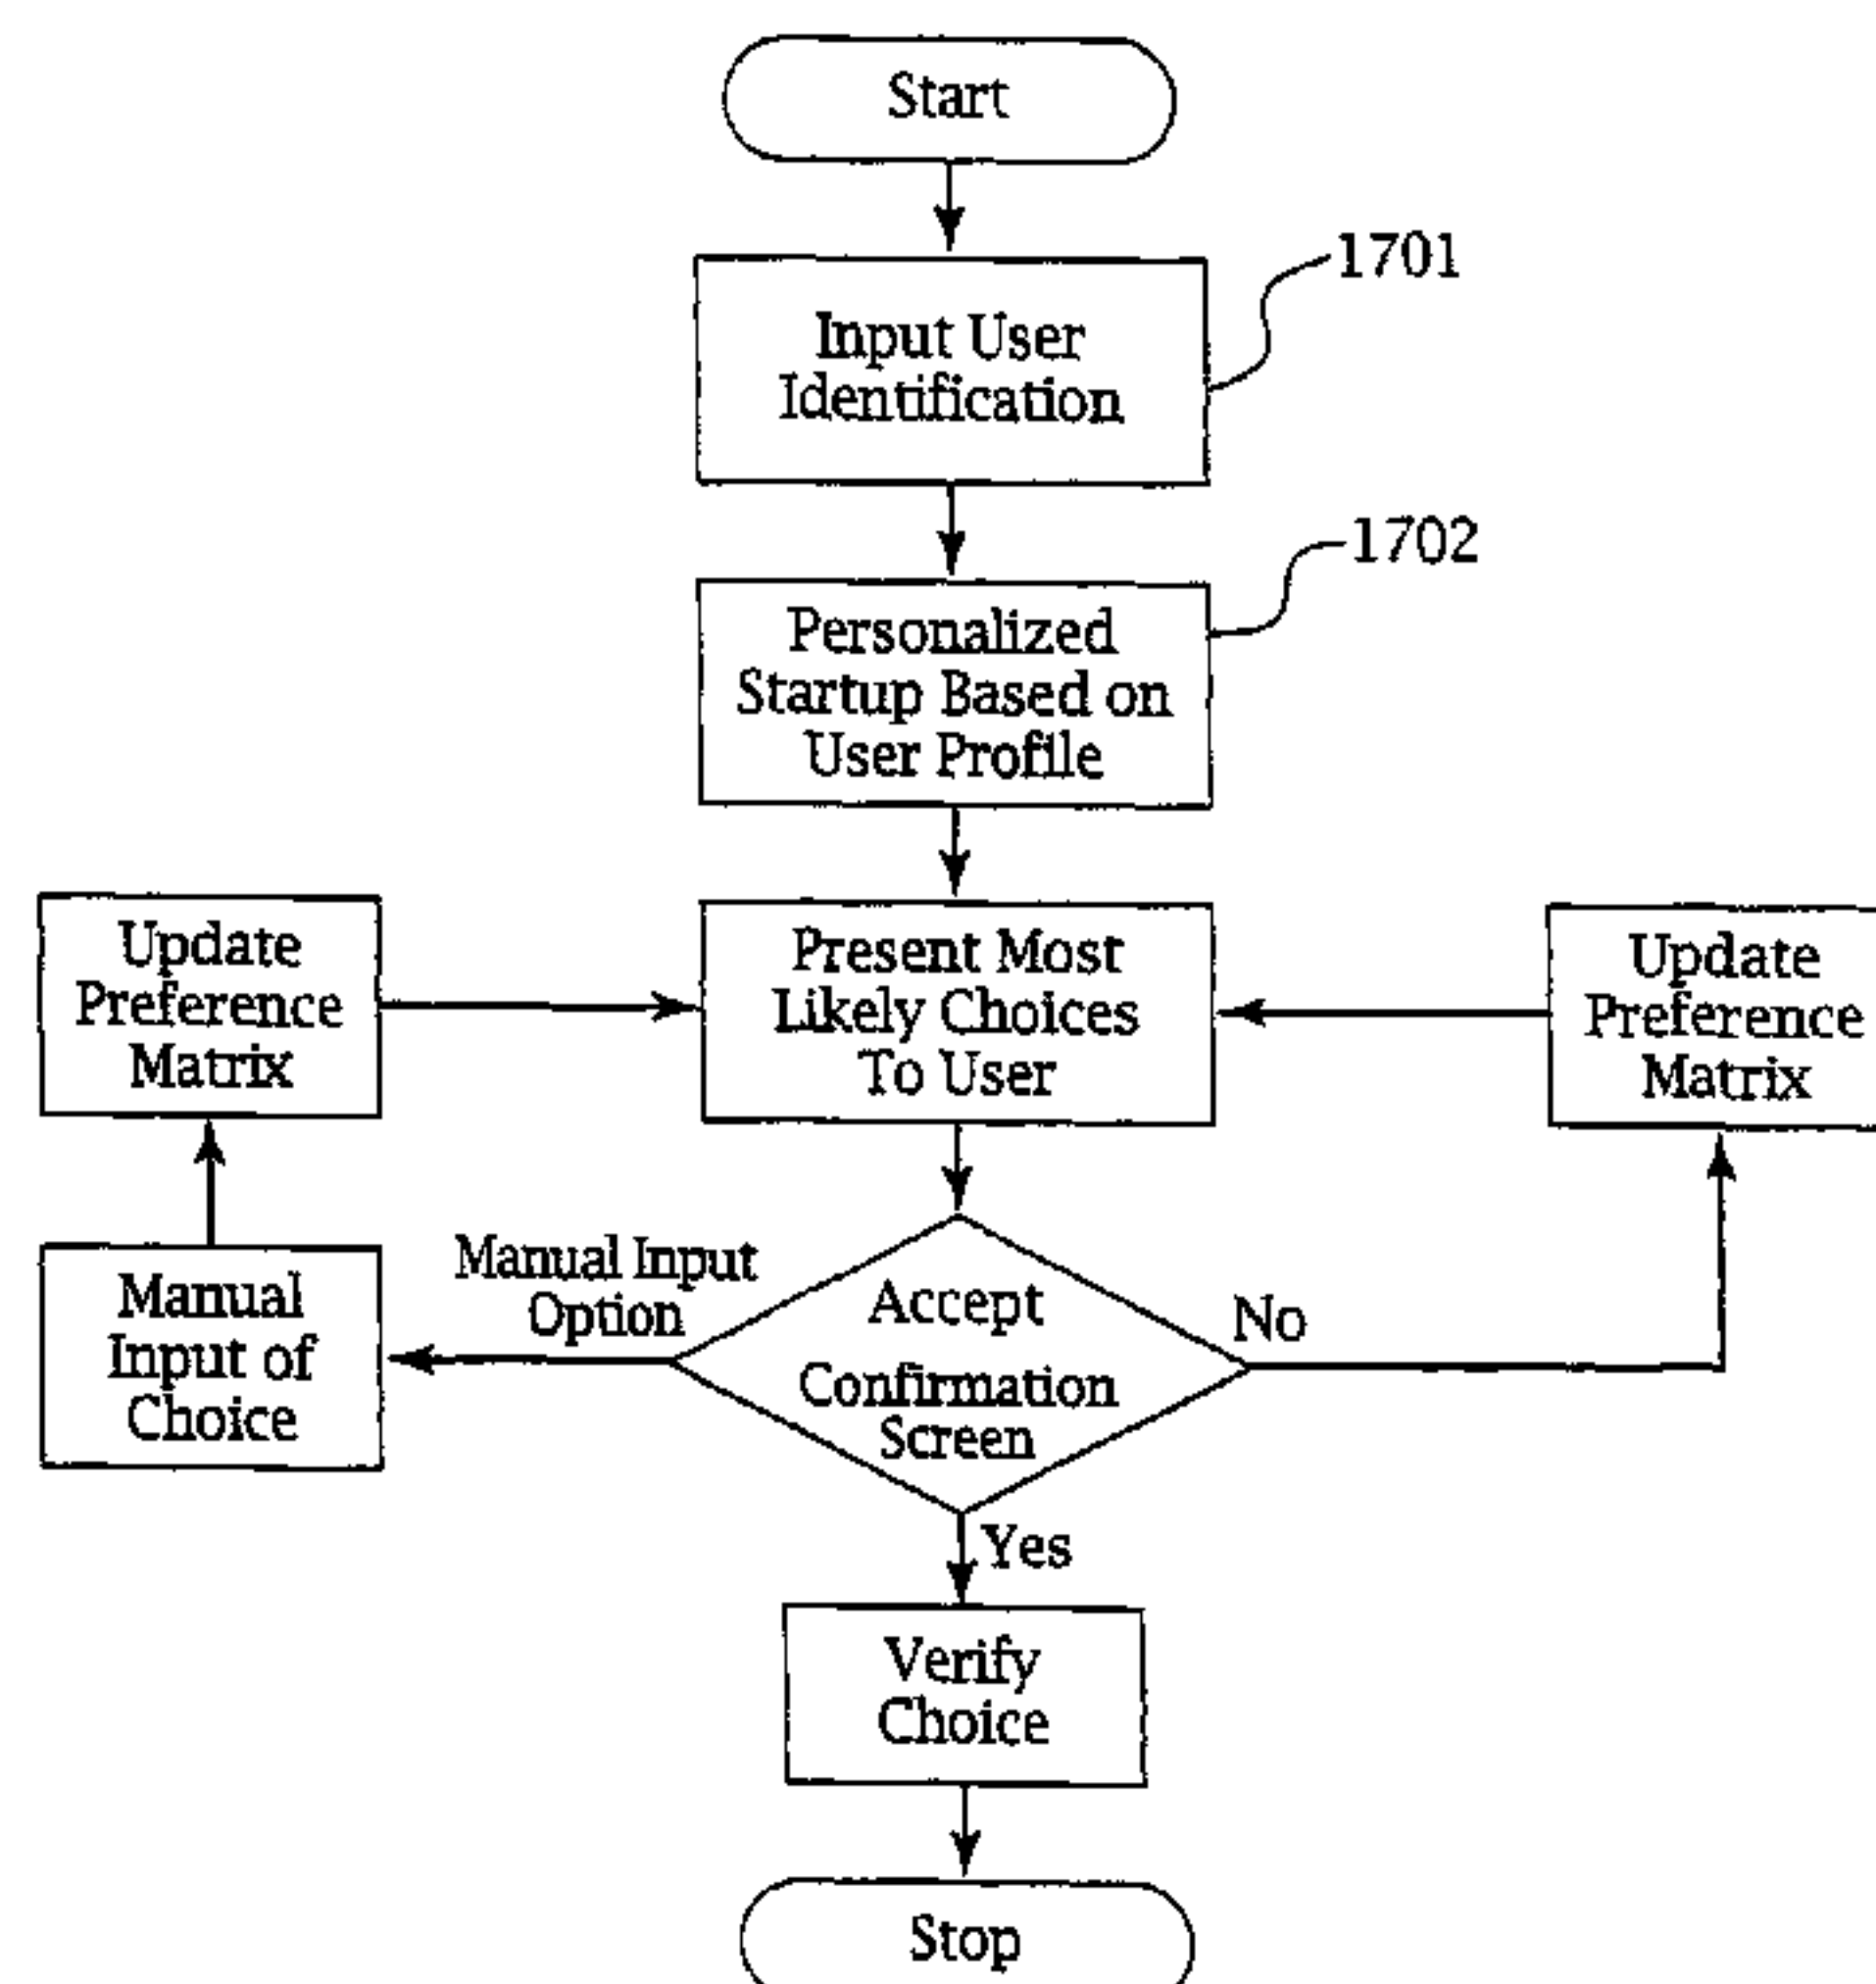 Start
1701
Input User
Identification
1702
Personalized
Startup Based on
User Profile
Update
Preference
Matrix
Present Most
Likely Choices
To User
Update
Preference
Matrix
Manual
Input of
Choice
Manual Input
Option
Accept
Confirmation
Screen
No
Yes
Verify
Choice
Stop